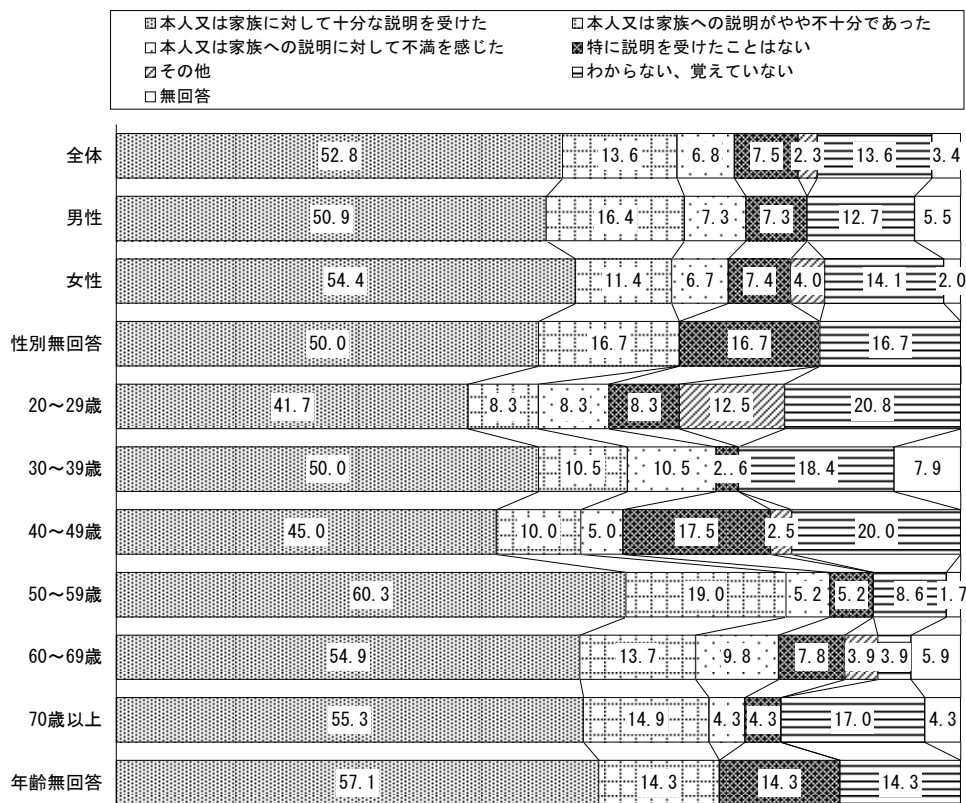 本人又は家族に対して十分な説明を受けた 本人又は家族への説明がやや不十分であった
本人又は家族への説明に対して不満を感じた 特に説明を受けたことはない
その他 わからない、覚えていない
無回答
全体 52.8 13.6 6.8 7.5 2.3 13.6 3.4
男性 50.9 16.4 7.3 7.3 12.7 5.5
女性 54.4 11.4 6.7 7.4 4.0 14.1 2.0
性別無回答 50.0 16.7 16.7 16.7
20～29歳 41.7 8.3 8.3 8.3 12.5 20.8
30～39歳 50.0 10.5 10.5 2.6 18.4 7.9
40～49歳 45.0 10.0 5.0 17.5 2.5 20.0
50～59歳 60.3 19.0 5.2 5.2 8.6 1.7
60～69歳 54.9 13.7 9.8 7.8 3.9 3.9 5.9
70歳以上 55.3 14.9 4.3 4.3 17.0 4.3
年齢無回答 57.1 14.3 14.3 14.3